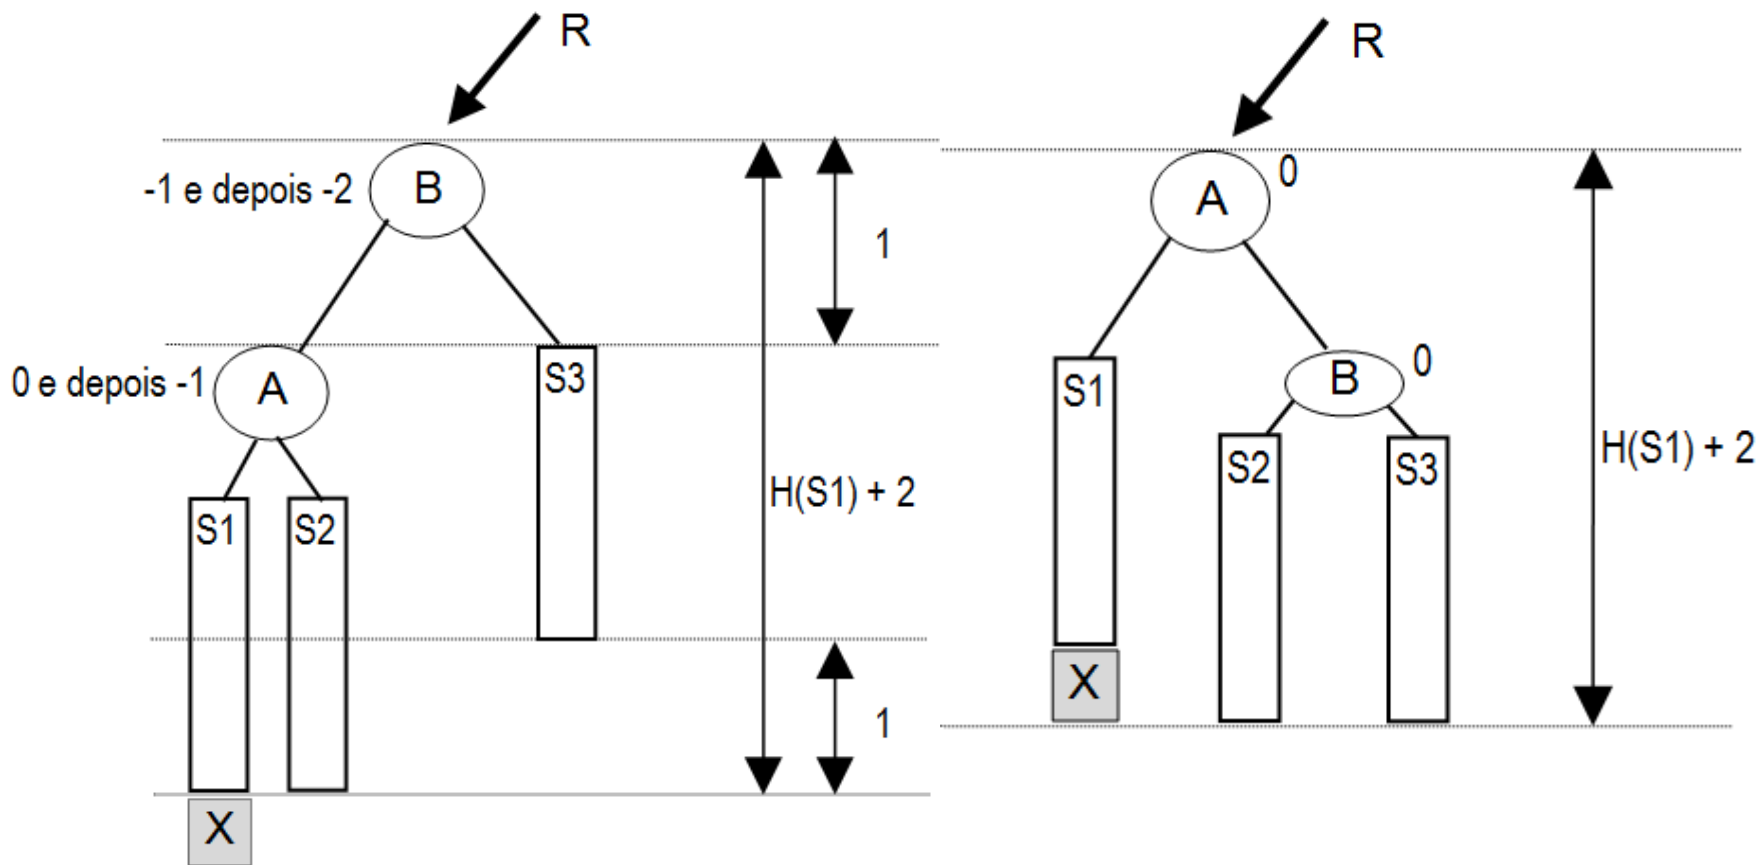 R
-1 e depois -2
B
1
0 e depois -1
A
S3
S1
S2
H(S1) + 2
1
X
R
A
0
S1
B
0
S2
S3
H(S1) + 2
X